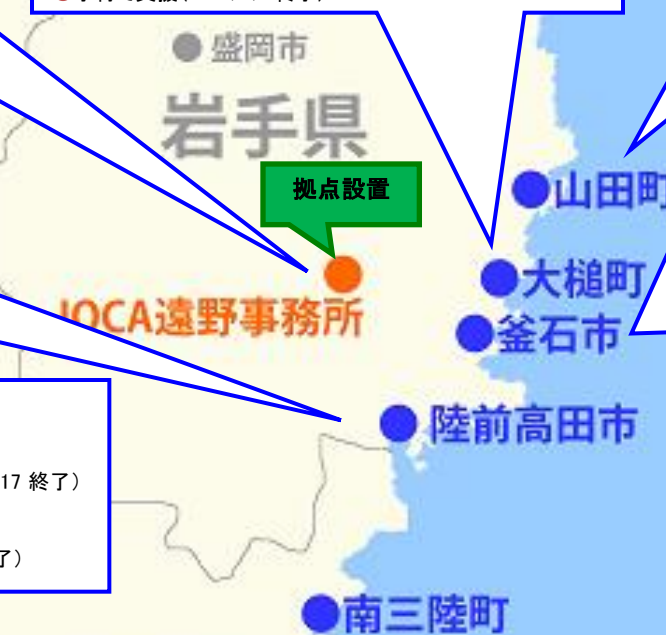 盛岡市
岩手県
拠点設置
山田町
大槌町
JOCA遠野事務所
釜石市
陸前高田市
17 終了）
了）
南三陸町